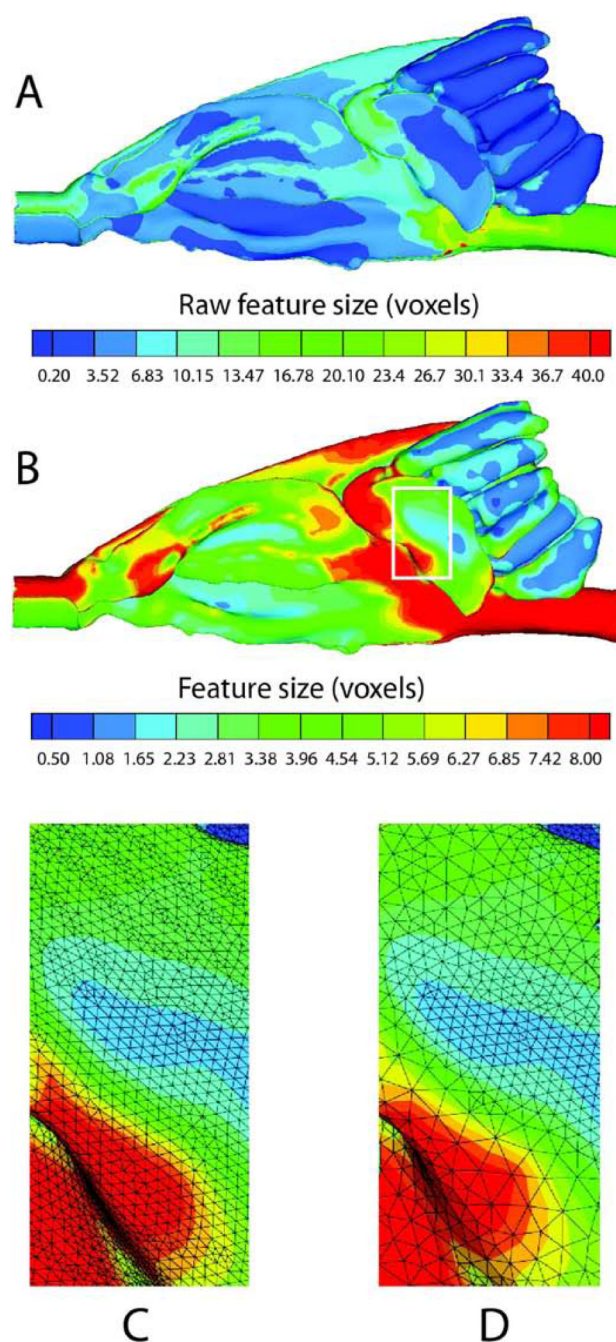 A
Raw feature size (voxels)
0.20 3.52 6.83 10.15 13.47 16.78 20.10 23.4 26.7 30.1 33.4 36.7 40.0
B
Feature size (voxels)
0.50 1.08 1.65 2.23 2.81 3.38 3.96 4.54 5.12 5.69 6.27 6.85 7.42 8.00
C D